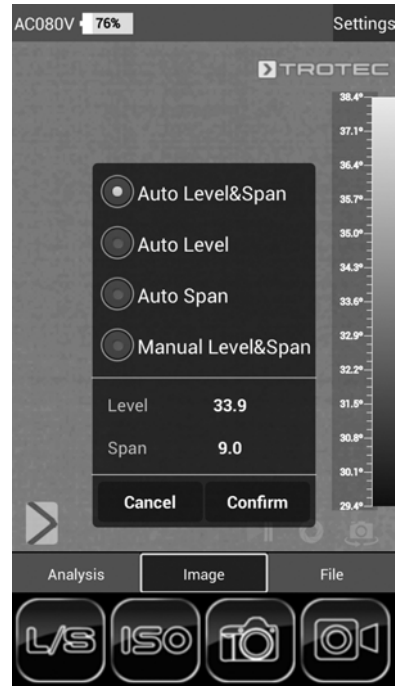 AC080V 76% Settings
TROTEC
38.4°
37.1°
36.4°
Auto Level&Span
35.7°
Auto Level
35.0°
34.3°
Auto Span
33.6°
32.9°
Manual Level&Span
32.2°
Level 33.9
31.5°
30.8°
Span 9.0
30.1°
Cancel Confirm
29.4°
Analysis Image File
L/S ISO